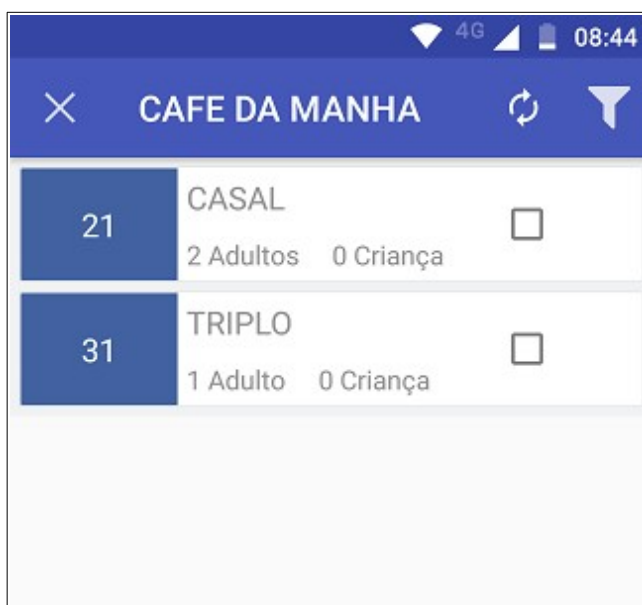 4G 08:44
CAFE DA MANHA
21
CASAL
2 Adultos 0 Criança
31
TRIPLO
1 Adulto 0 Criança